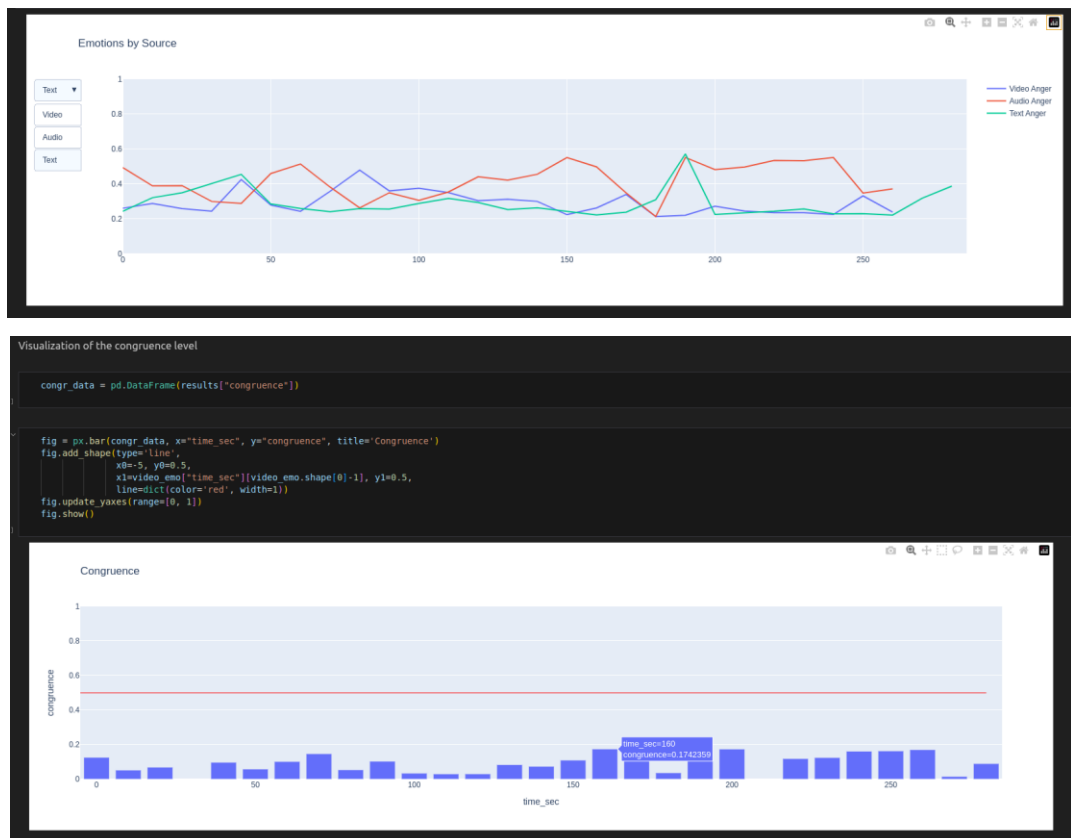 Emotions by Source
Text ▼
Video
Audio
Text
Video Anger
Audio Anger
Text Anger
1
0.8
0.6
0.4
0.2
0
0 50 100 150 200 250
Visualization of the congruence level
congr_data = pd.DataFrame(results["congruence"])
fig = px.bar(congr_data, x="time_sec", y="congruence", title='Congruence')
fig.add_shape(type='line',
x0=-5, y0=0.5,
x1=video_emo["time_sec"][video_emo.shape[0]-1], y1=0.5,
line=dict(color='red', width=1))
fig.update_yaxes(range=[0, 1])
fig.show()
Congruence
1
0.8
0.6
0.4
0.2
0
congruence
time_sec=160
congruence=0.1742359
0 50 100 150 200 250
time_sec